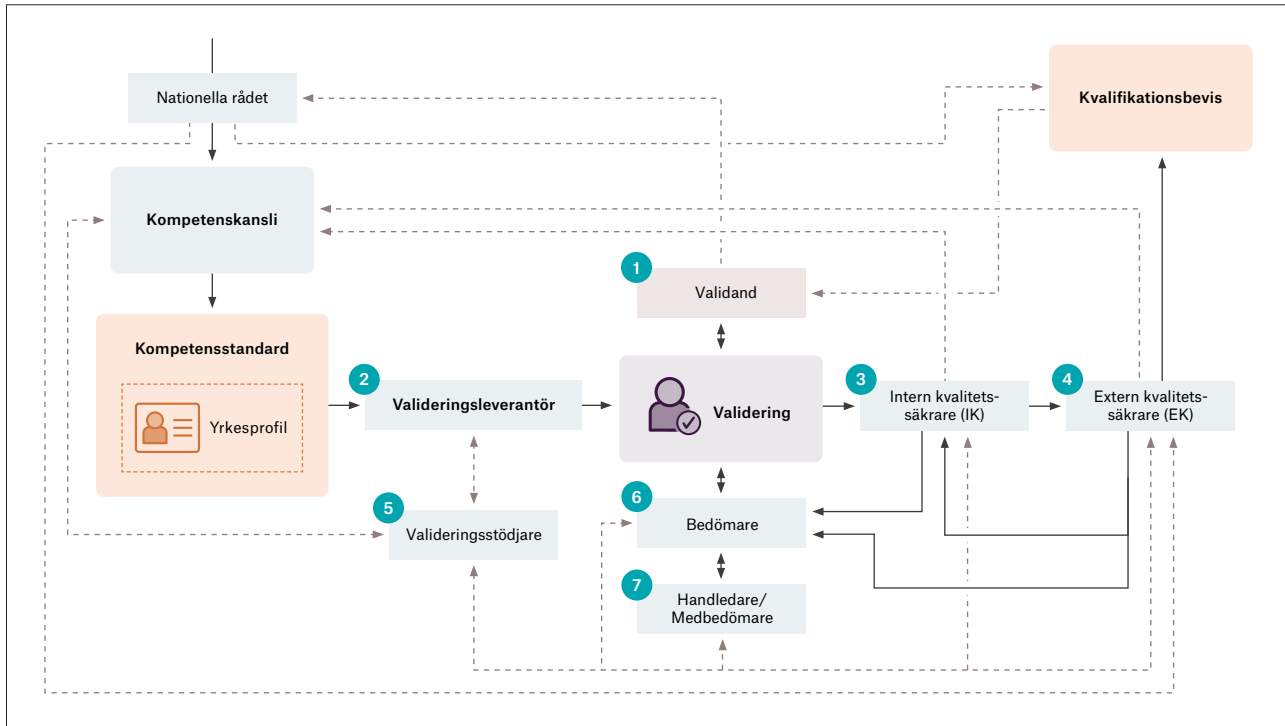 Nationella rådet
Kvalifikationsbevis
Kompetenskansli
1
Validand
Kompetensstandard
Yrkesprofil
2
Valideringsleverantör
Validering
3
Intern kvalitets-
säkrare (IK)
4
Extern kvalitets-
säkrare (EK)
5
Valideringsstödjare
6
Bedömare
7
Handledare/
Medbedömare